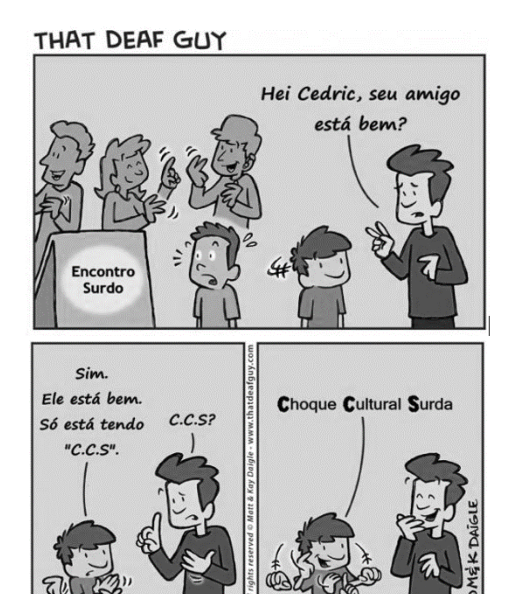 THAT DEAF GUY
Hei Cedric, seu amigo
está bem?
Encontro
Surdo
Sim.
Ele está bem.
Só está tendo
"C.C.S".
C.C.S?
rights reserved © Matt & Kay Daigle - www.thatdeafguy.com
Choque Cultural Surda
M&K DAIGLE